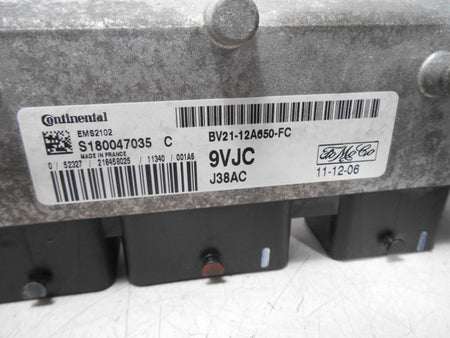 Continental
EMS2102
S180047035 C
MADE IN FRANCE
0 / 52327 / 218458025 / 11340 / 001A6
BV21-12A650-FC
9VJC
J38AC
FoMoCo
11-12-06